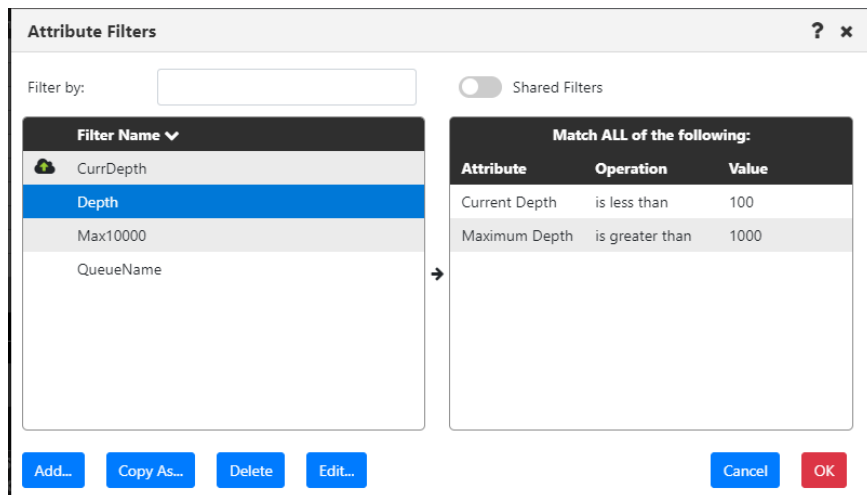 Attribute Filters ? ×
Filter by:
Shared Filters
Filter Name
CurrDepth
Depth
Max10000
QueueName
Match ALL of the following:
Attribute Operation Value
Current Depth is less than 100
Maximum Depth is greater than 1000
Add... Copy As... Delete Edit... Cancel OK